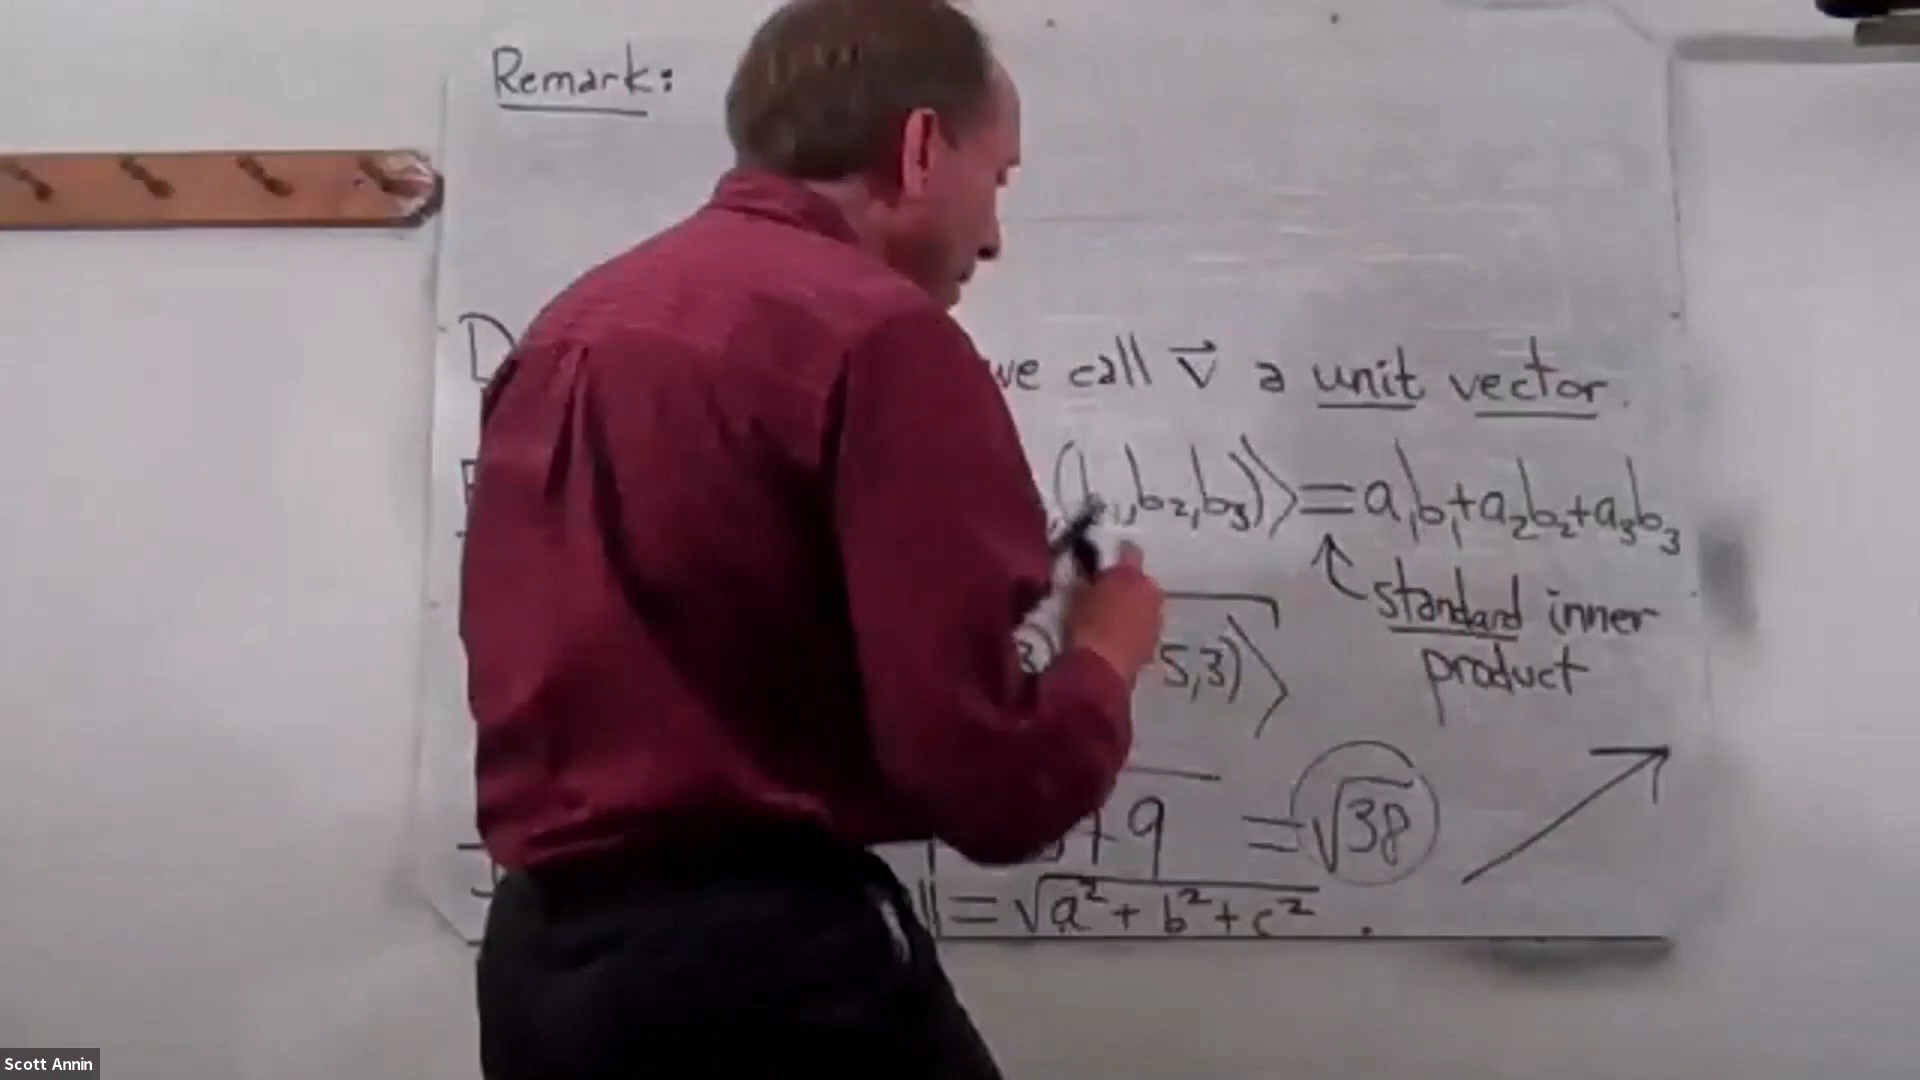 Remark:
we call v⃗ a unit vector.
b₂,b₃)⟩=a₁b₁+a₂b₂+a₃b₃
standard inner
product
3) 5,3)⟩
+9 =√38
‖=√a²+b²+c² .
Scott Annin